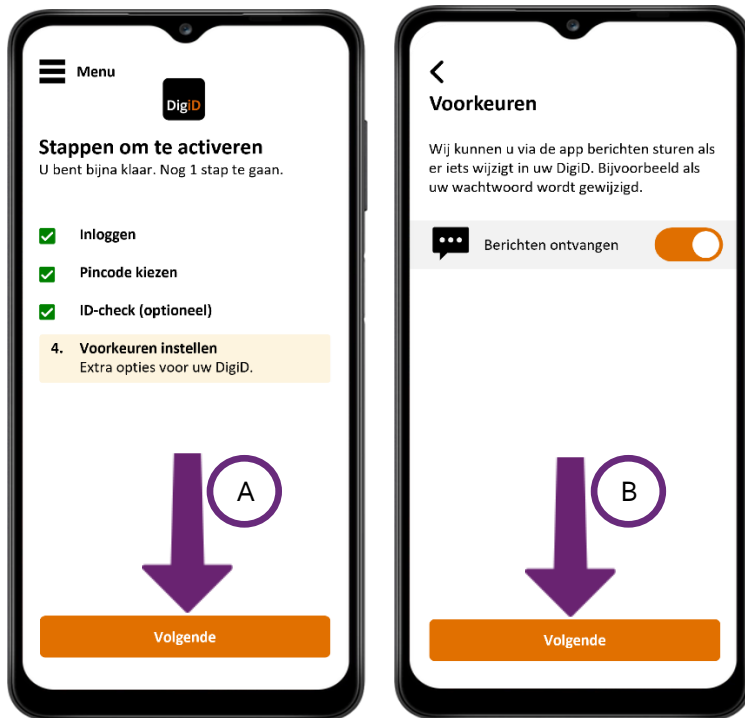 Menu
DigiD
Stappen om te activeren
U bent bijna klaar. Nog 1 stap te gaan.
Inloggen
Pincode kiezen
ID-check (optioneel)
4. Voorkeuren instellen
Extra opties voor uw DigiD.
A
Volgende
Voorkeuren
Wij kunnen u via de app berichten sturen als
er iets wijzigt in uw DigiD. Bijvoorbeeld als
uw wachtwoord wordt gewijzigd.
Berichten ontvangen
B
Volgende